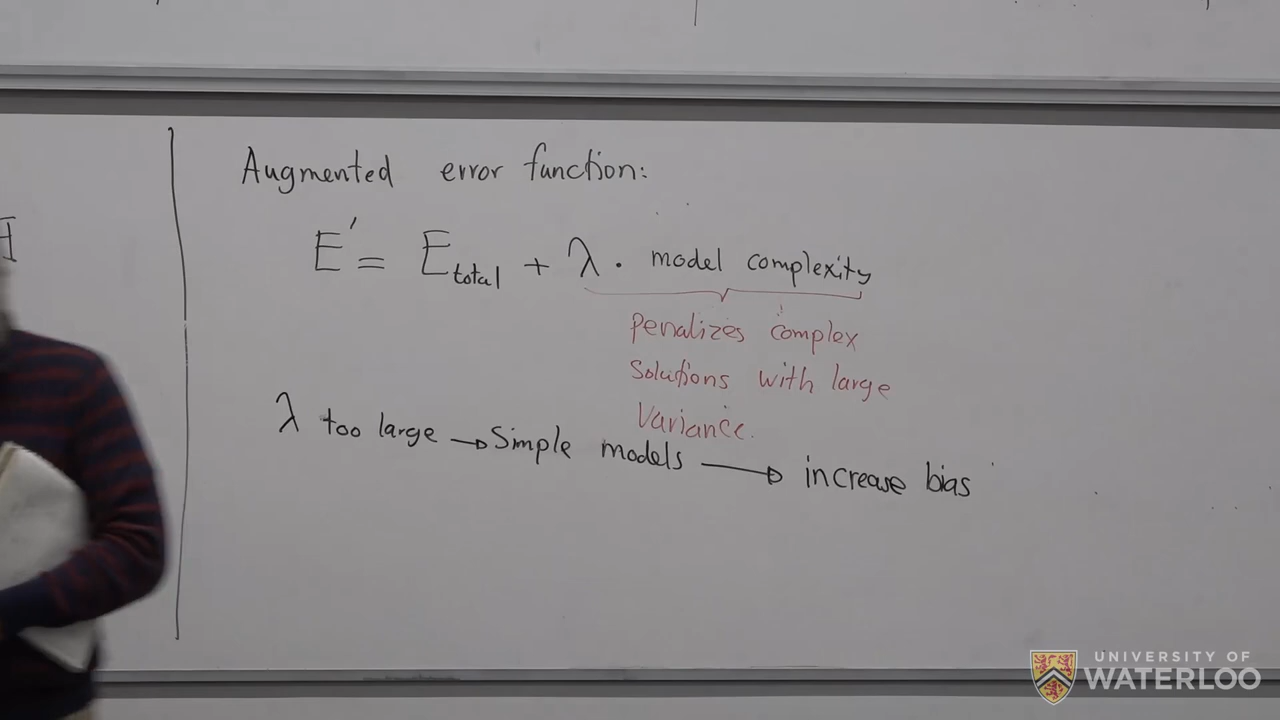 Augmented error function:
E' = E total + λ . model complexity
Penalizes complex
Solutions with large
Variance.
λ too large → Simple models → increase bias
UNIVERSITY OF
WATERLOO